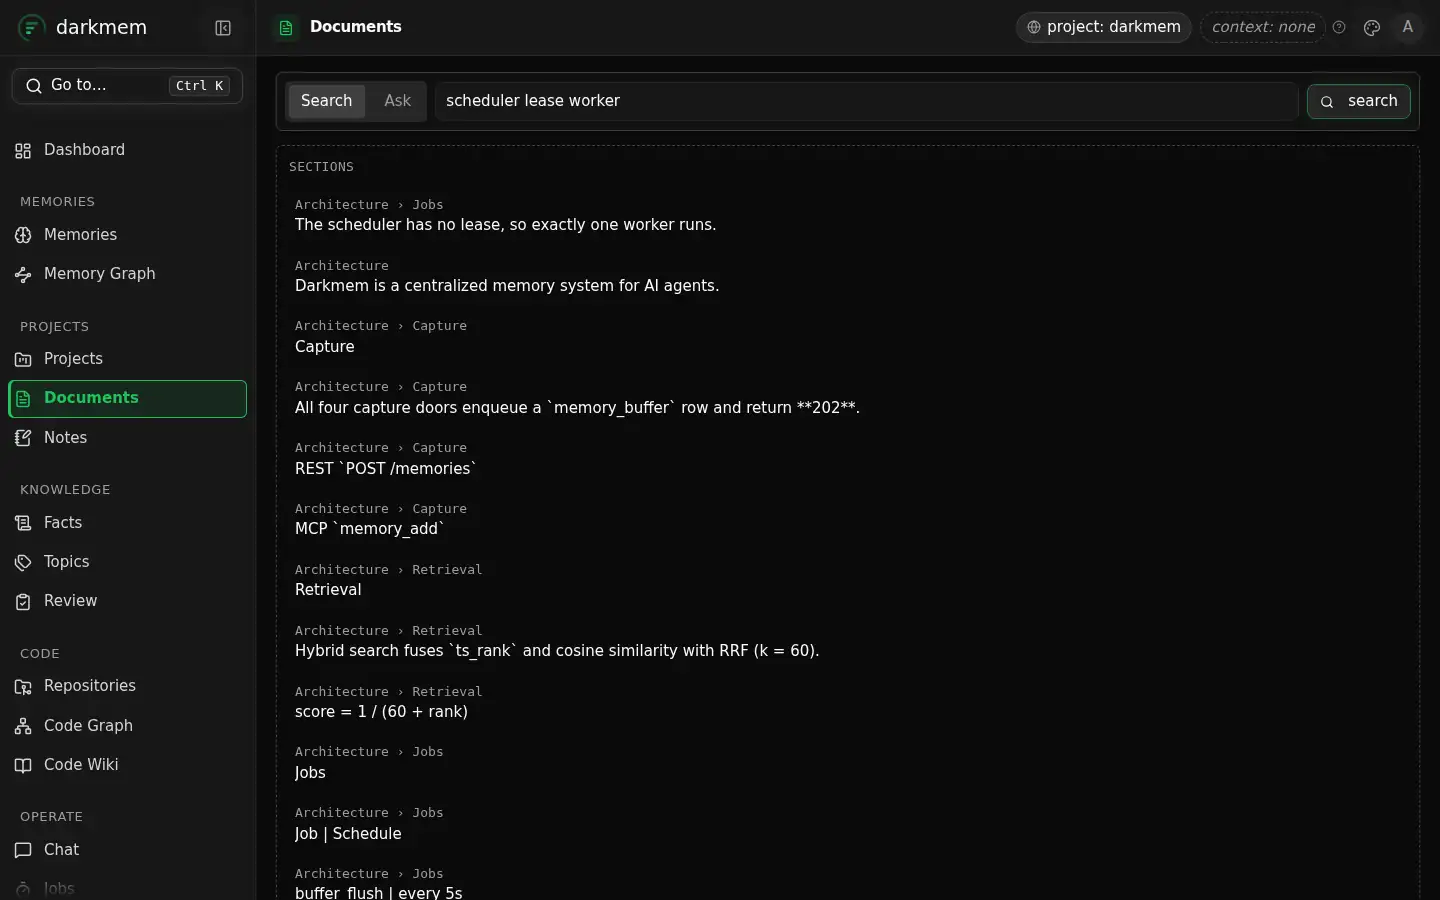 darkmem
Documents
project: darkmem
context: none
A
Go to...
Ctrl K
Search
Ask
scheduler lease worker
search
Dashboard
MEMORIES
Memories
Memory Graph
PROJECTS
Projects
Documents
Notes
KNOWLEDGE
Facts
Topics
Review
CODE
Repositories
Code Graph
Code Wiki
OPERATE
Chat
Jobs
SECTIONS
Architecture › Jobs
The scheduler has no lease, so exactly one worker runs.
Architecture
Darkmem is a centralized memory system for AI agents.
Architecture › Capture
Capture
Architecture › Capture
All four capture doors enqueue a `memory_buffer` row and return **202**.
Architecture › Capture
REST `POST /memories`
Architecture › Capture
MCP `memory_add`
Architecture › Retrieval
Retrieval
Architecture › Retrieval
Hybrid search fuses `ts_rank` and cosine similarity with RRF (k = 60).
Architecture › Retrieval
score = 1 / (60 + rank)
Architecture › Jobs
Jobs
Architecture › Jobs
Job | Schedule
Architecture › Jobs
buffer_flush | every 5s